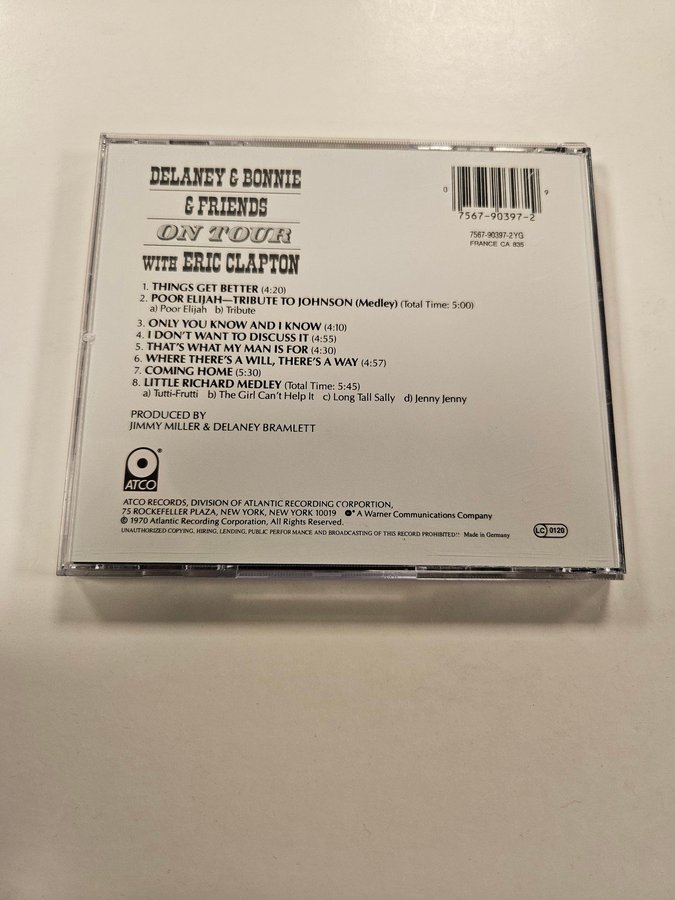 DELANEY & BONNIE
& FRIENDS
ON TOUR
WITH ERIC CLAPTON
0 7567-90397-2 9
7567-90397-2 YG
FRANCE CA 835
1. THINGS GET BETTER (4:20)
2. POOR ELIJAH—TRIBUTE TO JOHNSON (Medley) (Total Time: 5:00)
a) Poor Elijah b) Tribute
3. ONLY YOU KNOW AND I KNOW (4:10)
4. I DON'T WANT TO DISCUSS IT (4:55)
5. THAT'S WHAT MY MAN IS FOR (4:30)
6. WHERE THERE'S A WILL, THERE'S A WAY (4:57)
7. COMING HOME (5:30)
8. LITTLE RICHARD MEDLEY (Total Time: 5:45)
a) Tutti-Frutti b) The Girl Can't Help It c) Long Tall Sally d) Jenny Jenny
PRODUCED BY
JIMMY MILLER & DELANEY BRAMLETT
ATCO
ATCO RECORDS, DIVISION OF ATLANTIC RECORDING CORPORATION,
75 ROCKEFELLER PLAZA, NEW YORK, NEW YORK 10019 A Warner Communications Company
© 1970 Atlantic Recording Corporation, All Rights Reserved.
UNAUTHORIZED COPYING, HIRING, LENDING, PUBLIC PERFORMANCE AND BROADCASTING OF THIS RECORD PROHIBITED!! Made in Germany
LC 0120